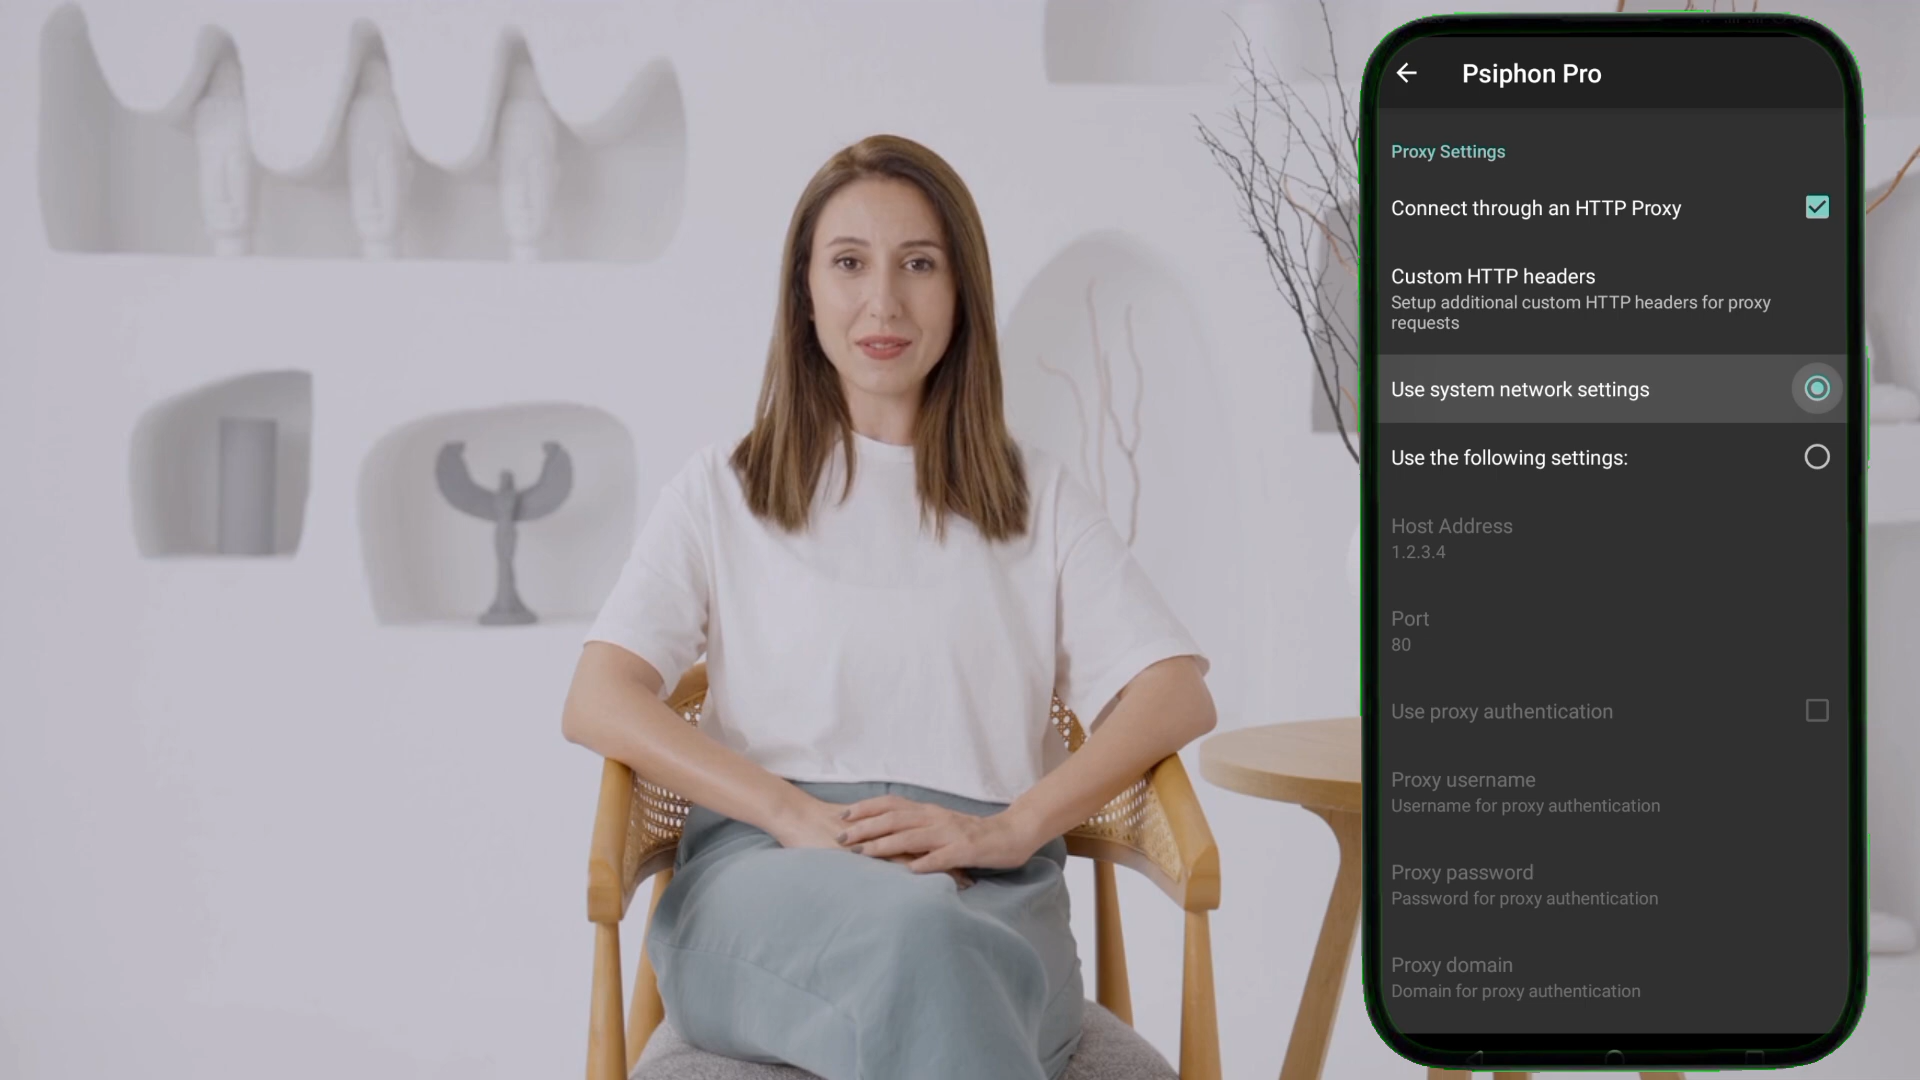 Psiphon Pro
Proxy Settings
Connect through an HTTP Proxy
Custom HTTP headers
Setup additional custom HTTP headers for proxy
requests
Use system network settings
Use the following settings:
Host Address
1.2.3.4
Port
80
Use proxy authentication
Proxy username
Username for proxy authentication
Proxy password
Password for proxy authentication
Proxy domain
Domain for proxy authentication